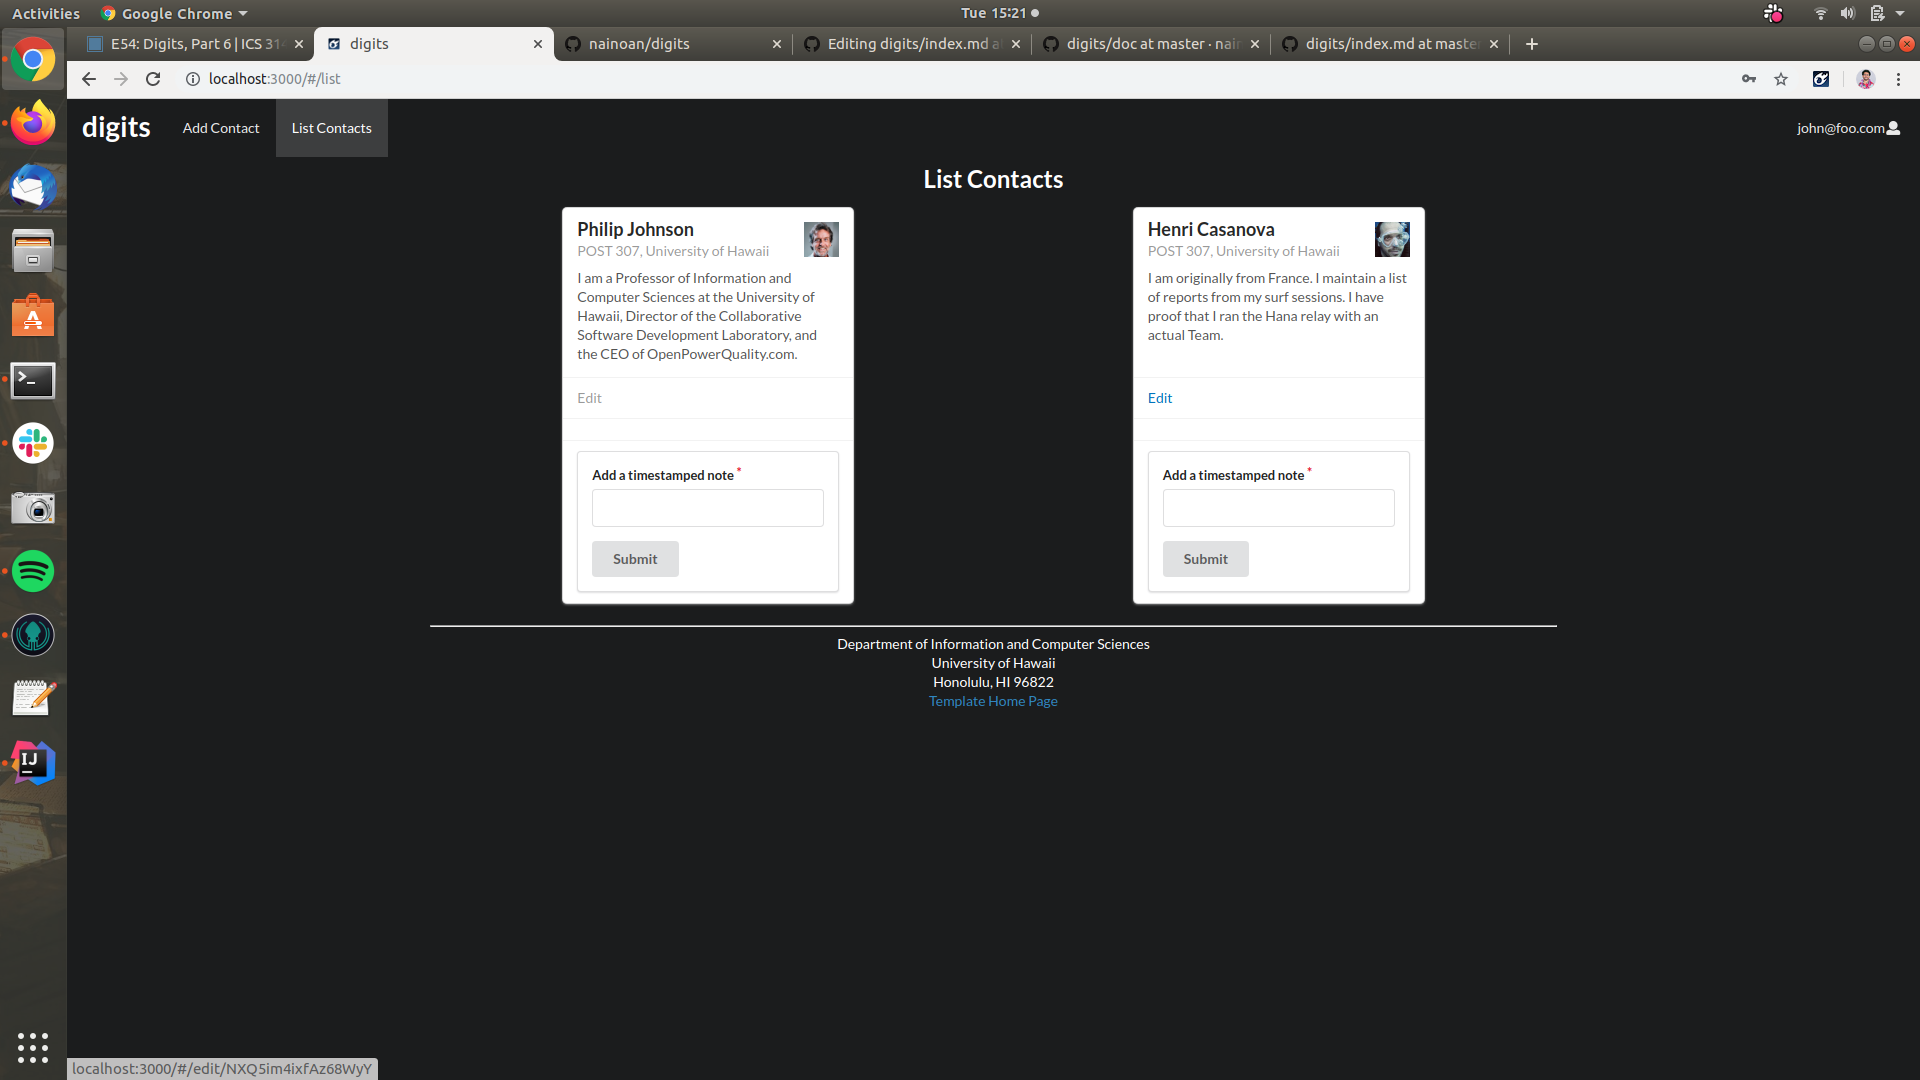 Activities
Google Chrome
Tue 15:21
E54: Digits, Part 6 | ICS 314
digits
nainoan/digits
Editing digits/index.md a
digits/doc at master · nai
digits/index.md at maste
localhost:3000/#/list
digits
Add Contact
List Contacts
john@foo.com
List Contacts
Philip Johnson
POST 307, University of Hawaii
I am a Professor of Information and
Computer Sciences at the University of
Hawaii, Director of the Collaborative
Software Development Laboratory, and
the CEO of OpenPowerQuality.com.
Edit
Add a timestamped note *
Submit
Henri Casanova
POST 307, University of Hawaii
I am originally from France. I maintain a list
of reports from my surf sessions. I have
proof that I ran the Hana relay with an
actual Team.
Edit
Add a timestamped note *
Submit
Department of Information and Computer Sciences
University of Hawaii
Honolulu, HI 96822
Template Home Page
IJ
localhost:3000/#/edit/NXQ5im4ixfAz68WyY